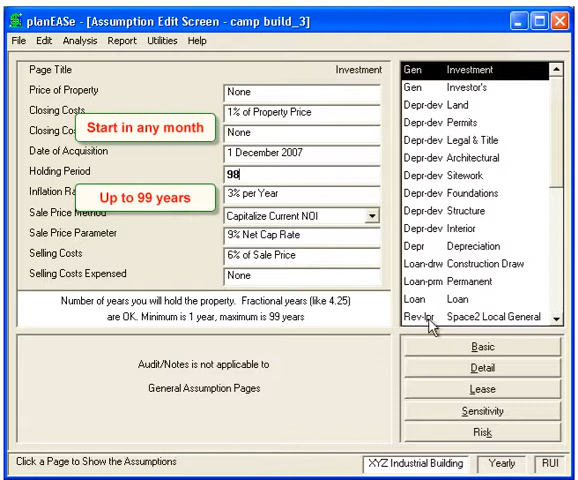 planEASe - [Assumption Edit Screen - camp build_3]
File Edit Analysis Report Utilities Help
Page Title Investment
Price of Property None
Closing Costs 1% of Property Price
Start in any month
Closing Co None
Date of Acquisition 1 December 2007
Holding Period 98
Up to 99 years
Inflation Ra 3% per Year
Sale Price Method Capitalize Current NOI
Sale Price Parameter 9% Net Cap Rate
Selling Costs 6% of Sale Price
Selling Costs Expensed None
Number of years you will hold the property. Fractional years (like 4.25)
are OK. Minimum is 1 year, maximum is 99 years
Audit/Notes is not applicable to
General Assumption Pages
Gen Investment
Gen Investor's
Depr-dev Land
Depr-dev Permits
Depr-dev Legal & Title
Depr-dev Architectural
Depr-dev Sitework
Depr-dev Foundations
Depr-dev Structure
Depr-dev Interior
Depr Depreciation
Loan-drw Construction Draw
Loan-prm Permanent
Loan Loan
Rev-lpr Space2 Local General
Basic
Detail
Lease
Sensitivity
Risk
Click a Page to Show the Assumptions
XYZ Industrial Building Yearly RUI